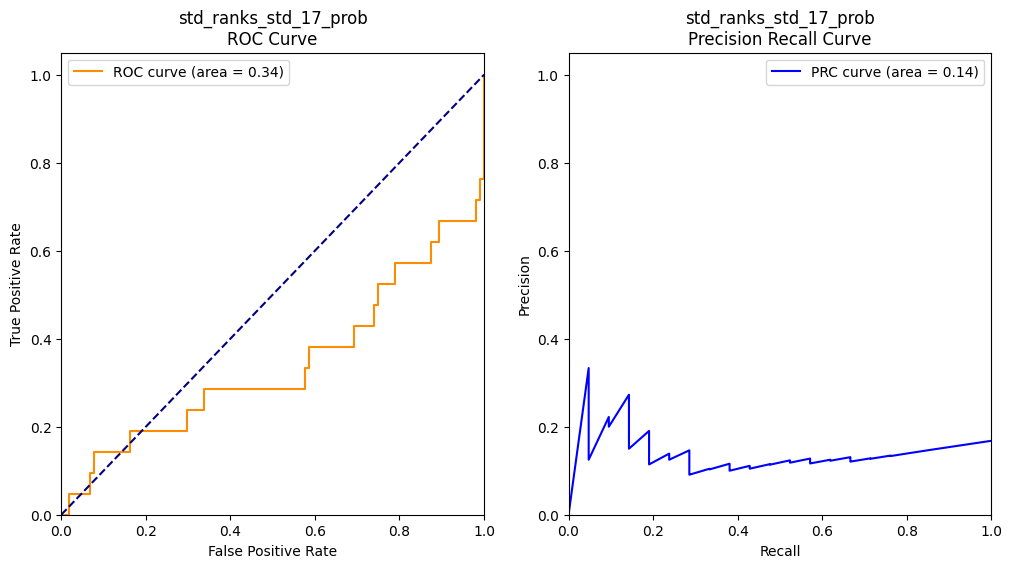 std_ranks_std_17_prob
ROC Curve
ROC curve (area = 0.34)
1.0
0.8
0.6
0.4
0.2
0.0
True Positive Rate
0.0 0.2 0.4 0.6 0.8 1.0
False Positive Rate
std_ranks_std_17_prob
Precision Recall Curve
PRC curve (area = 0.14)
1.0
0.8
0.6
0.4
0.2
0.0
Precision
0.0 0.2 0.4 0.6 0.8 1.0
Recall